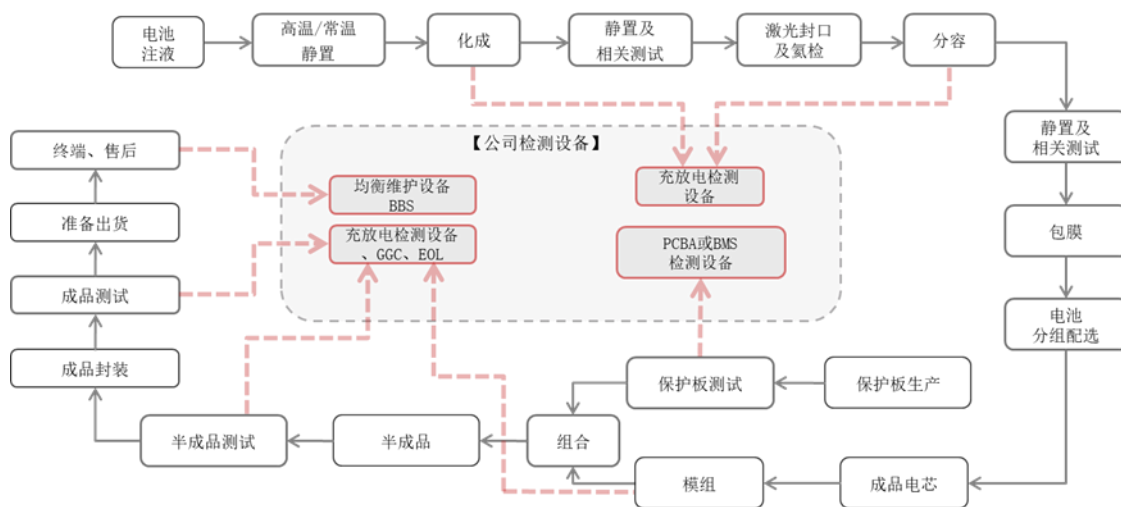 电池
注液
高温/常温
静置
化成
静置及
相关测试
激光封口
及氦检
分容
静置及
相关测试
包膜
电池
分组配选
【公司检测设备】
充放电检测
设备
均衡维护设备
BBS
充放电检测设备
、GGC、EOL
PCBA或BMS
检测设备
终端、售后
准备出货
成品测试
成品封装
半成品测试
半成品
组合
保护板测试
保护板生产
模组
成品电芯